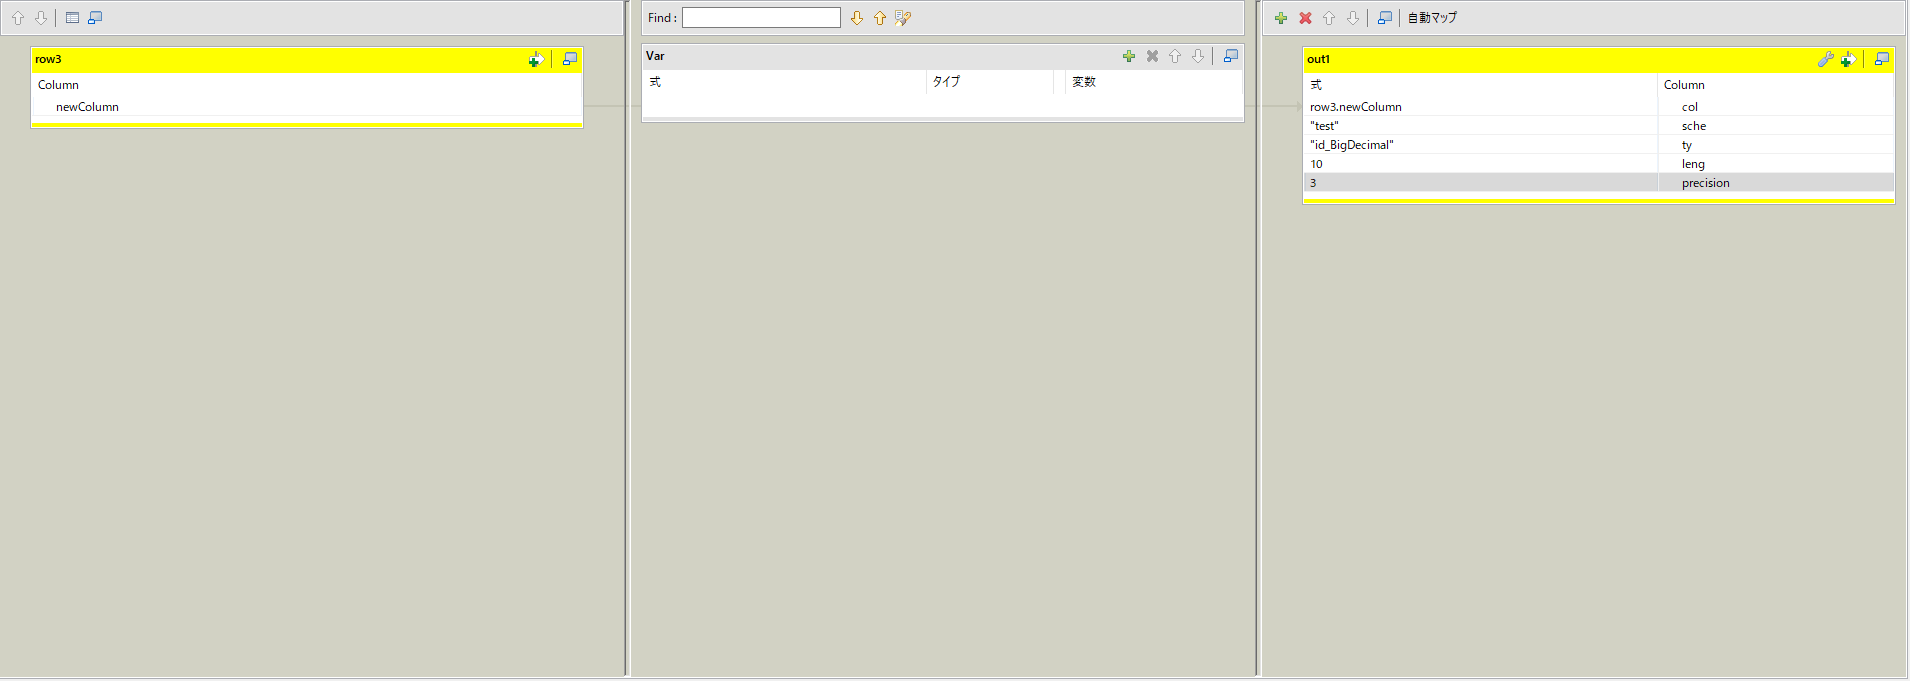 row3
Column
newColumn
Find :
Var
式 タイプ 変数
自動マップ
out1
式 Column
row3.newColumn col
"test" sche
"id_BigDecimal" ty
10 leng
3 precision